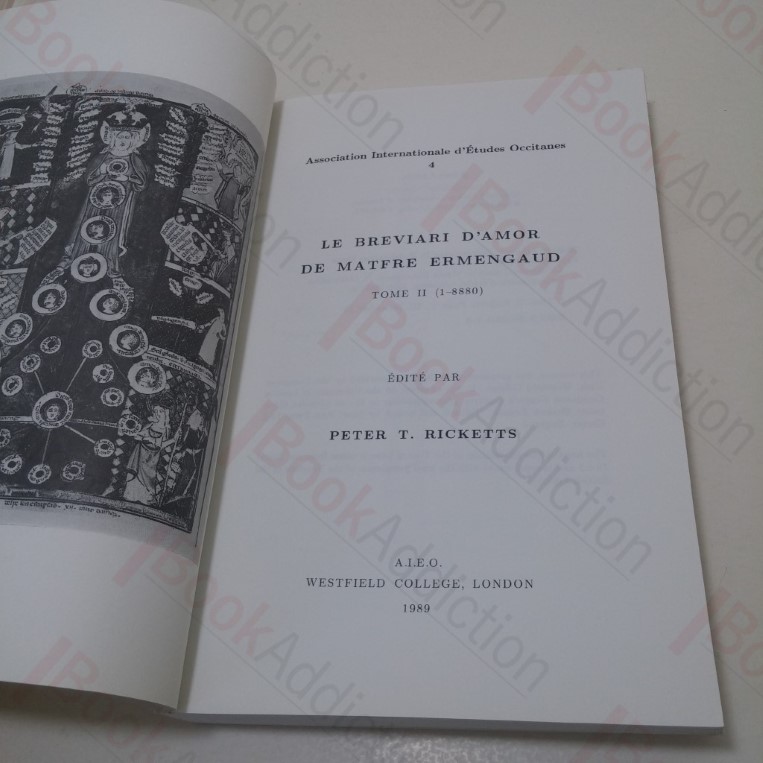 Association Internationale d'Études Occitanes
4
LE BREVIARI D'AMOR
DE MATFRE ERMENGAUD
TOME II (1–8880)
ÉDITÉ PAR
PETER T. RICKETTS
A.I.E.O.
WESTFIELD COLLEGE, LONDON
1989
BookAddiction